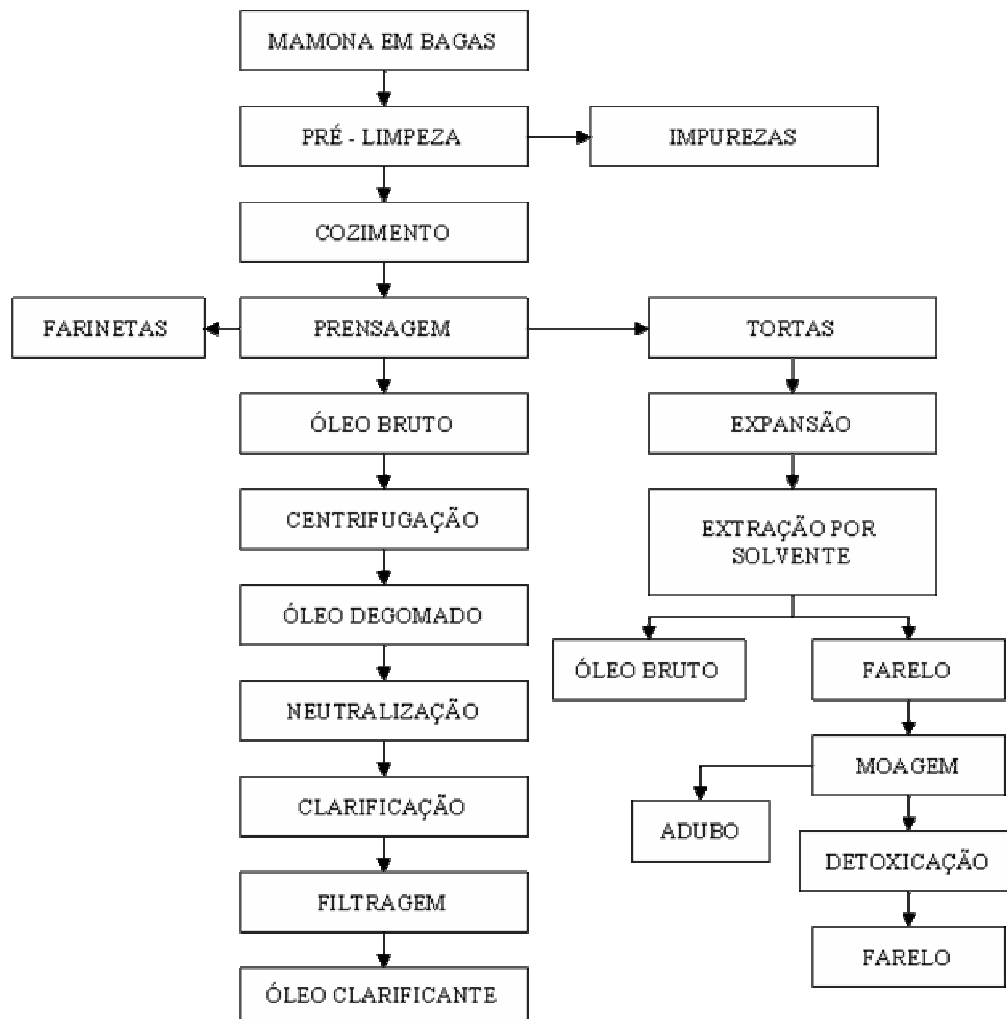 MAMONA EM BAGAS
PRÉ - LIMPEZA
IMPUREZAS
COZIMENTO
FARINETAS
PRENSAGEM
TORTAS
ÓLEO BRUTO
EXPANSÃO
CENTRIFUGAÇÃO
EXTRAÇÃO POR
SOLVENTE
ÓLEO DEGOMADO
ÓLEO BRUTO
FARELO
NEUTRALIZAÇÃO
MOAGEM
CLARIFICAÇÃO
ADUBO
DETOXICAÇÃO
FILTRAGEM
FARELO
ÓLEO CLARIFICANTE